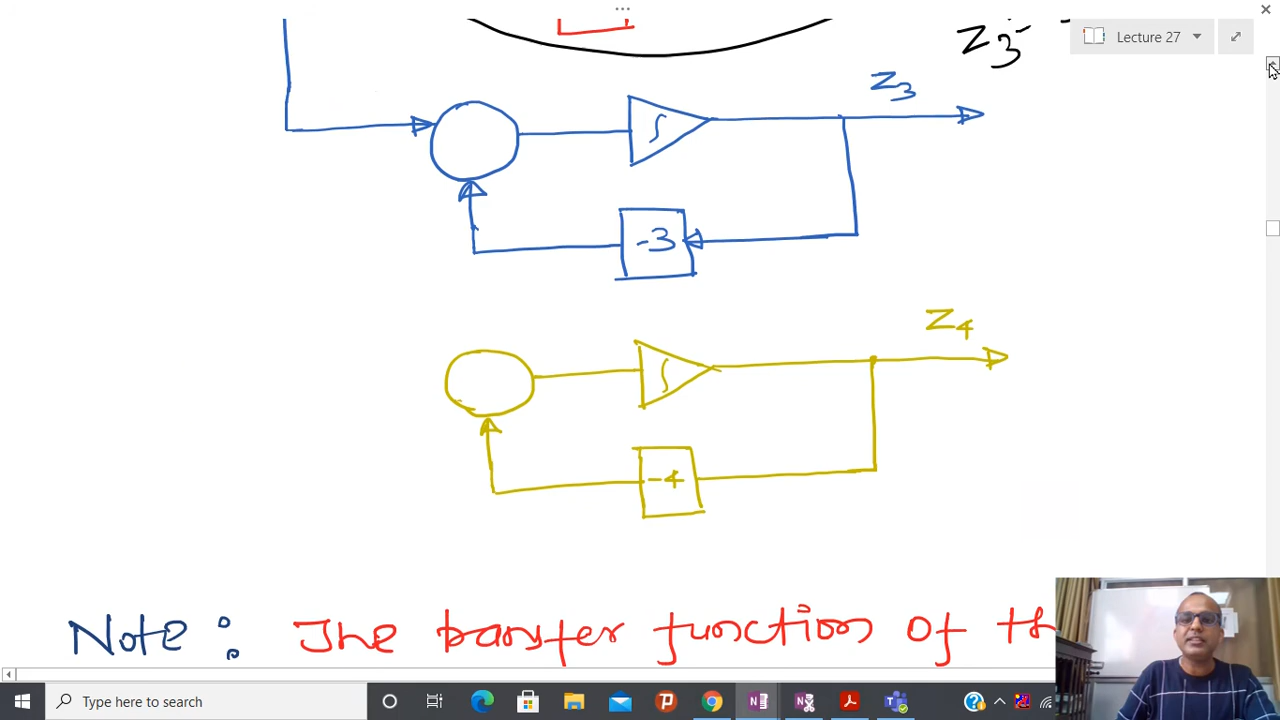 Lecture 27
Z3
Z3
∫
-3
Z4
∫
-4
Note : The transfer function of th
Type here to search